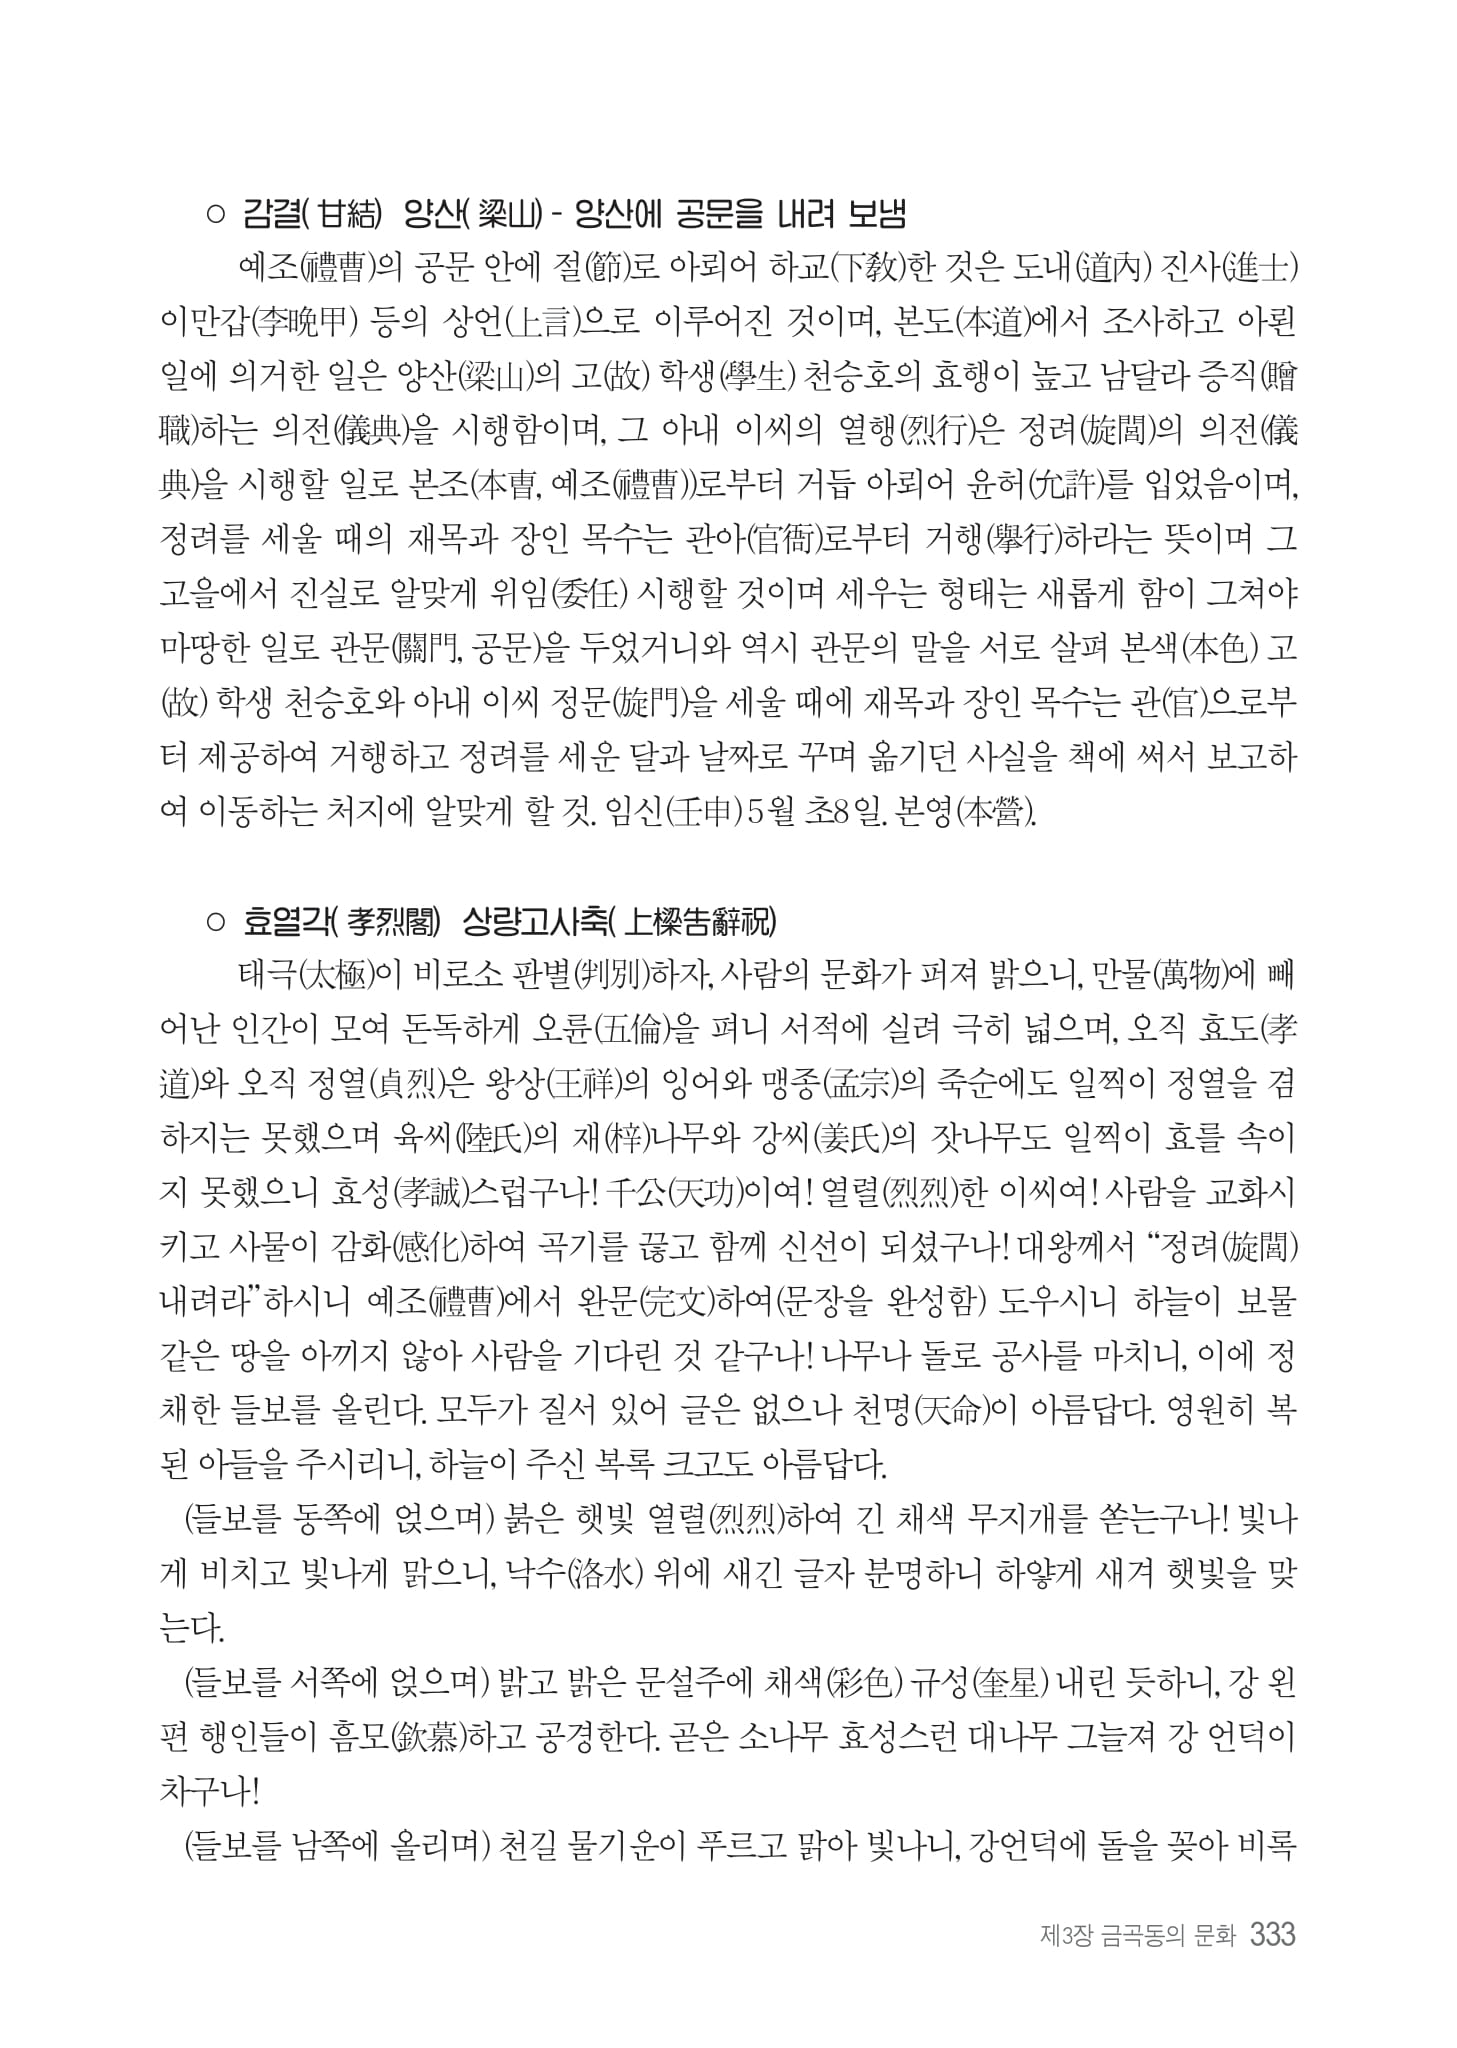 ○ 감결(甘結) 양산(梁山) - 양산에 공문을 내려 보냄
예조(禮曹)의 공문 안에 절(節)로 아뢰어 하교(下敎)한 것은 도내(道內) 진사(進士)
이만갑(李晩甲) 등의 상언(上言)으로 이루어진 것이며, 본도(本道)에서 조사하고 아뢴
일에 의거한 일은 양산(梁山)의 고(故) 학생(學生) 천승호의 효행이 높고 남달라 증직(贈
職)하는 의전(儀典)을 시행함이며, 그 아내 이씨의 열행(烈行)은 정려(旌閭)의 의전(儀
典)을 시행할 일로 본조(本曺, 예조(禮曹))로부터 거듭 아뢰어 윤허(允許)를 입었음이며,
정려를 세울 때의 재목과 장인 목수는 관아(官衙)로부터 거행(擧行)하라는 뜻이며 그
고을에서 진실로 알맞게 위임(委任) 시행할 것이며 세우는 형태는 새롭게 함이 그쳐야
마땅한 일로 관문(關門, 공문)을 두었거니와 역시 관문의 말을 서로 살펴 본색(本色) 고
(故) 학생 천승호와 아내 이씨 정문(旌門)을 세울 때에 재목과 장인 목수는 관(官)으로부
터 제공하여 거행하고 정려를 세운 달과 날짜로 꾸며 옮기던 사실을 책에 써서 보고하
여 이동하는 처지에 알맞게 할 것. 임신(壬申) 5월 초8일. 본영(本營).
○ 효열각(孝烈閣) 상량고사축(上樑告辭祝)
태극(太極)이 비로소 판별(判別)하자, 사람의 문화가 퍼져 밝으니, 만물(萬物)에 빼
어난 인간이 모여 돈독하게 오륜(五倫)을 펴니 서적에 실려 극히 넓으며, 오직 효도(孝
道)와 오직 정열(貞烈)은 왕상(王祥)의 잉어와 맹종(孟宗)의 죽순에도 일찍이 정열을 겸
하지는 못했으며 육씨(陸氏)의 재(梓)나무와 강씨(姜氏)의 잣나무도 일찍이 효를 속이
지 못했으니 효성(孝誠)스럽구나! 千公(天功)이여! 열렬(烈烈)한 이씨여! 사람을 교화시
키고 사물이 감화(感化)하여 곡기를 끊고 함께 신선이 되셨구나! 대왕께서 “정려(旌閭)
내려라”하시니 예조(禮曹)에서 완문(完文)하여(문장을 완성함) 도우시니 하늘이 보물
같은 땅을 아끼지 않아 사람을 기다린 것 같구나! 나무나 돌로 공사를 마치니, 이에 정
채한 들보를 올린다. 모두가 질서 있어 글은 없으나 천명(天命)이 아름답다. 영원히 복
된 아들을 주시리니, 하늘이 주신 복록 크고도 아름답다.
(들보를 동쪽에 얹으며) 붉은 햇빛 열렬(烈烈)하여 긴 채색 무지개를 쏟는구나! 빛나
게 비치고 빛나게 맑으니, 낙수(洛水) 위에 새긴 글자 분명하니 하얗게 새겨 햇빛을 맞
는다.
(들보를 서쪽에 얹으며) 밝고 밝은 문설주에 채색(彩色) 규성(奎星) 내린 듯하니, 강 왼
편 행인들이 흠모(欽慕)하고 공경한다. 곧은 소나무 효성스런 대나무 그늘져 강 언덕이
차구나!
(들보를 남쪽에 올리며) 천길 물기운이 푸르고 맑아 빛나니, 강언덕에 돌을 꽂아 비록
제3장 금곡동의 문화 333